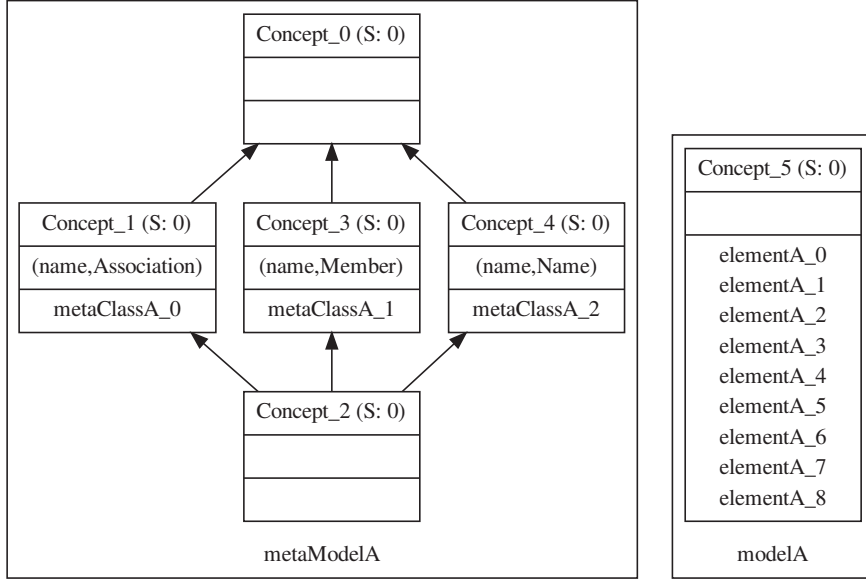 Concept_0 (S: 0)
Concept_1 (S: 0)
(name,Association)
metaClassA_0
Concept_3 (S: 0)
(name,Member)
metaClassA_1
Concept_4 (S: 0)
(name,Name)
metaClassA_2
Concept_2 (S: 0)
metaModelA
Concept_5 (S: 0)
elementA_0
elementA_1
elementA_2
elementA_3
elementA_4
elementA_5
elementA_6
elementA_7
elementA_8
modelA